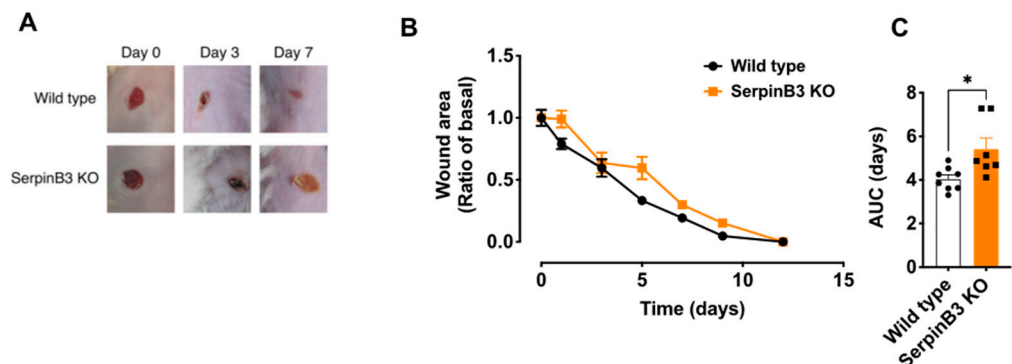 A
Day 0 Day 3 Day 7
Wild type
SerpinB3 KO
B
Wound area
(Ratio of basal)
1.5
1.0
0.5
0.0
Wild type
SerpinB3 KO
0 5 10 15
Time (days)
C
*
AUC (days)
8
6
4
2
0
Wild type
SerpinB3 KO